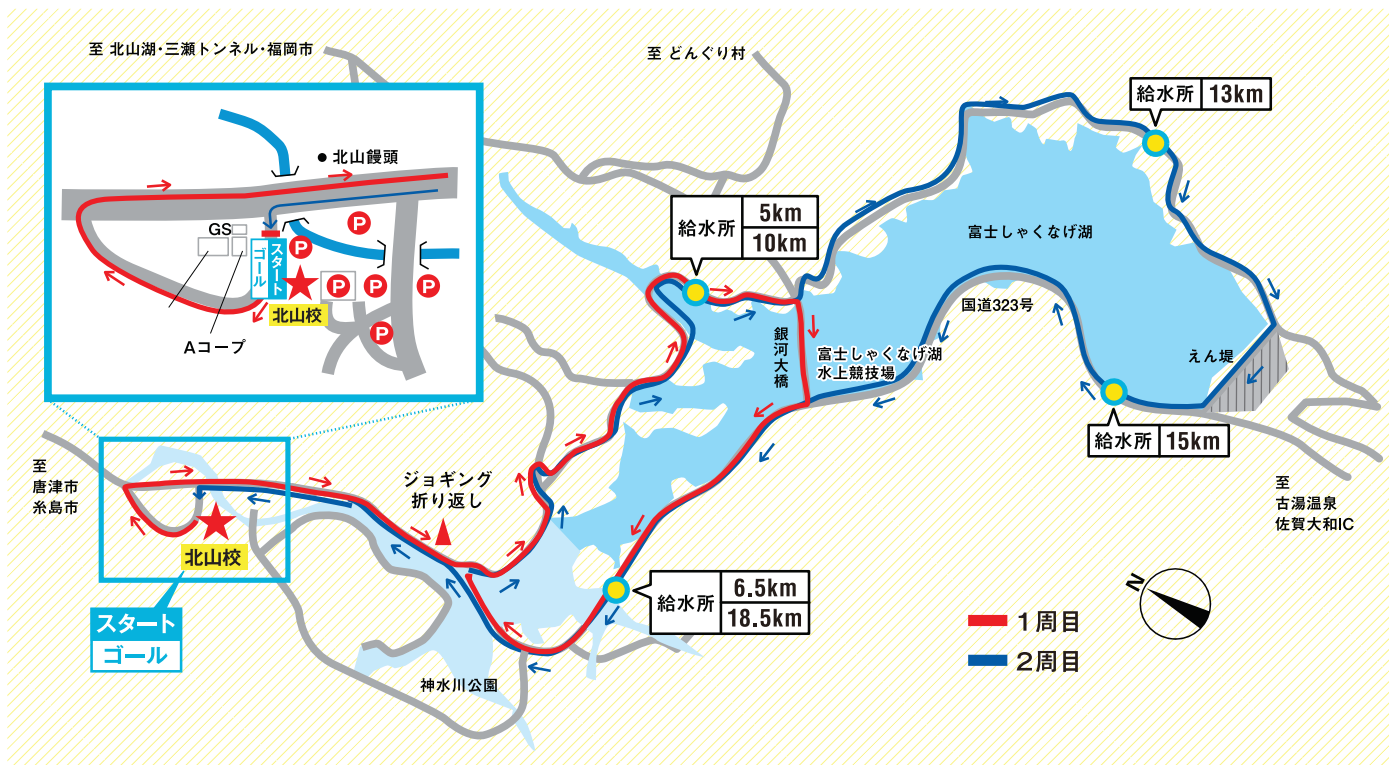 至 北山湖・三瀬トンネル・福岡市
至 どんぐり村
給水所 13km
北山饅頭
GS
P
P
P
P
P
P
スタート
ゴール
北山校
Aコープ
給水所 5km
10km
富士しゃくなげ湖
国道323号
銀河大橋
富士しゃくなげ湖
水上競技場
えん堤
給水所 15km
至
唐津市
糸島市
ジョギング
折り返し
至
古湯温泉
佐賀大和IC
北山校
スタート
ゴール
給水所 6.5km
18.5km
神水川公園
N
1周目
2周目